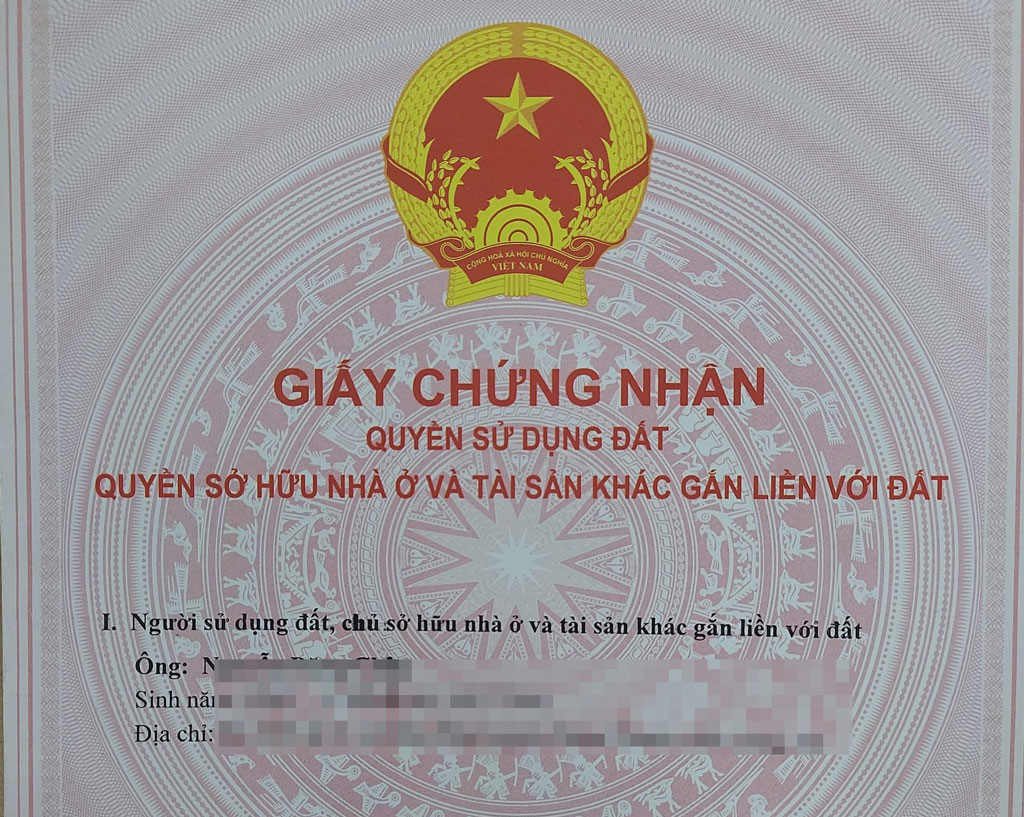 CỘNG HOÀ XÃ HỘI CHỦ NGHĨA
VIỆT NAM
GIẤY CHỨNG NHẬN
QUYỀN SỬ DỤNG ĐẤT
QUYỀN SỞ HỮU NHÀ Ở VÀ TÀI SẢN KHÁC GẮN LIỀN VỚI ĐẤT
I. Người sử dụng đất, chủ sở hữu nhà ở và tài sản khác gắn liền với đất
Ông:
Sinh
Địa chỉ: